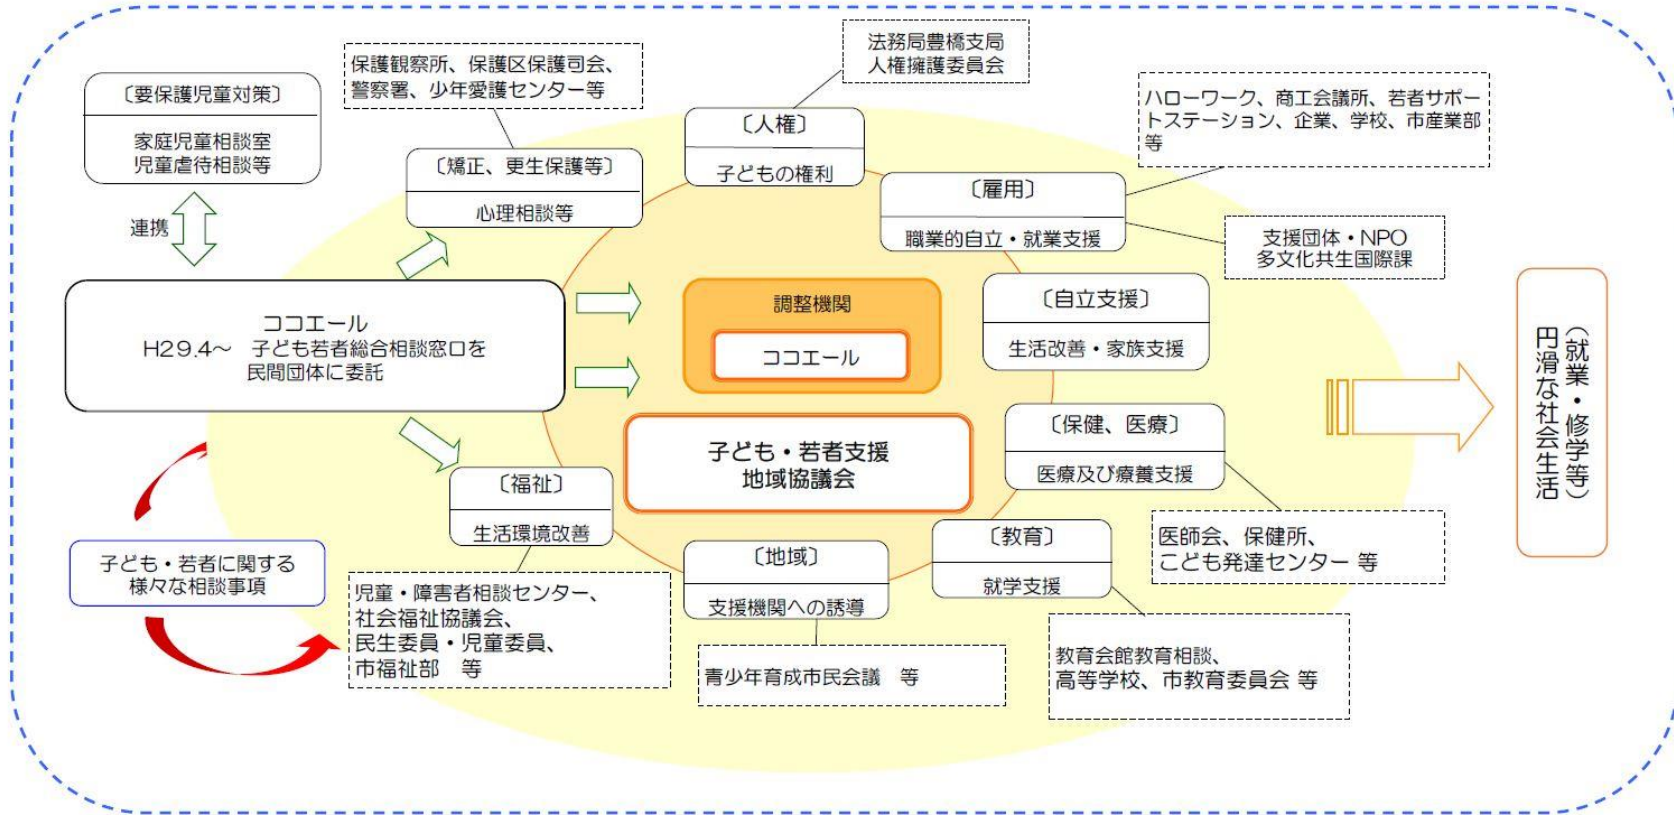 法務局豊橋支局
人権擁護委員会
保護観察所、保護区保護司会、
警察署、少年愛護センター等
〔要保護児童対策〕
家庭児童相談室
児童虐待相談等
ハローワーク、商工会議所、若者サポー
トステーション、企業、学校、市産業部
等
〔人権〕
子どもの権利
〔矯正、更生保護等〕
心理相談等
〔雇用〕
職業的自立・就業支援
連携
支援団体・NPO
多文化共生国際課
ココエール
H29.4～　子ども若者総合相談窓口を
民間団体に委託
調整機関
ココエール
〔自立支援〕
生活改善・家族支援
（就業・修学等）
円滑な社会生活
子ども・若者支援
地域協議会
〔保健、医療〕
医療及び療養支援
〔福祉〕
生活環境改善
医師会、保健所、
こども発達センター 等
〔教育〕
就学支援
〔地域〕
支援機関への誘導
子ども・若者に関する
様々な相談事項
児童・障害者相談センター、
社会福祉協議会、
民生委員・児童委員、
市福祉部　等
青少年育成市民会議　等
教育会館教育相談、
高等学校、市教育委員会 等